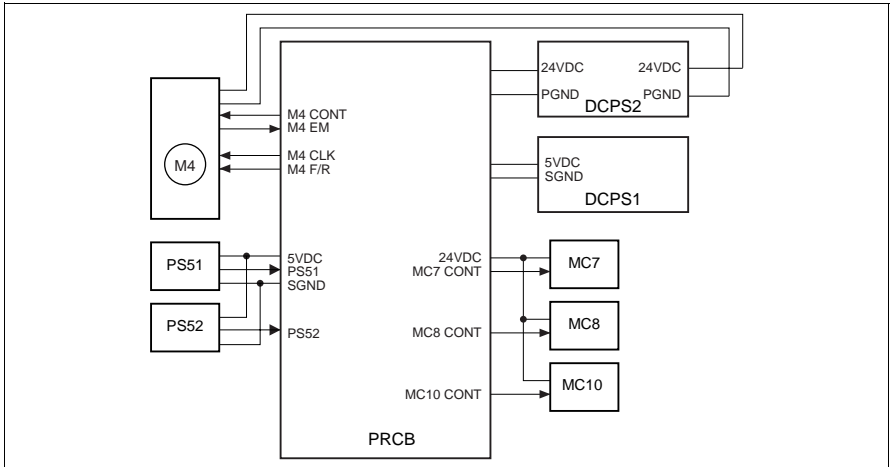 24VDC 24VDC
PGND PGND
DCPS2
M4 CONT
M4 EM
M4
M4 CLK
M4 F/R
5VDC
SGND
DCPS1
PS51
5VDC
PS51
SGND
PS52
PS52
24VDC
MC7 CONT
MC7
MC8 CONT
MC8
MC10 CONT
MC10
PRCB